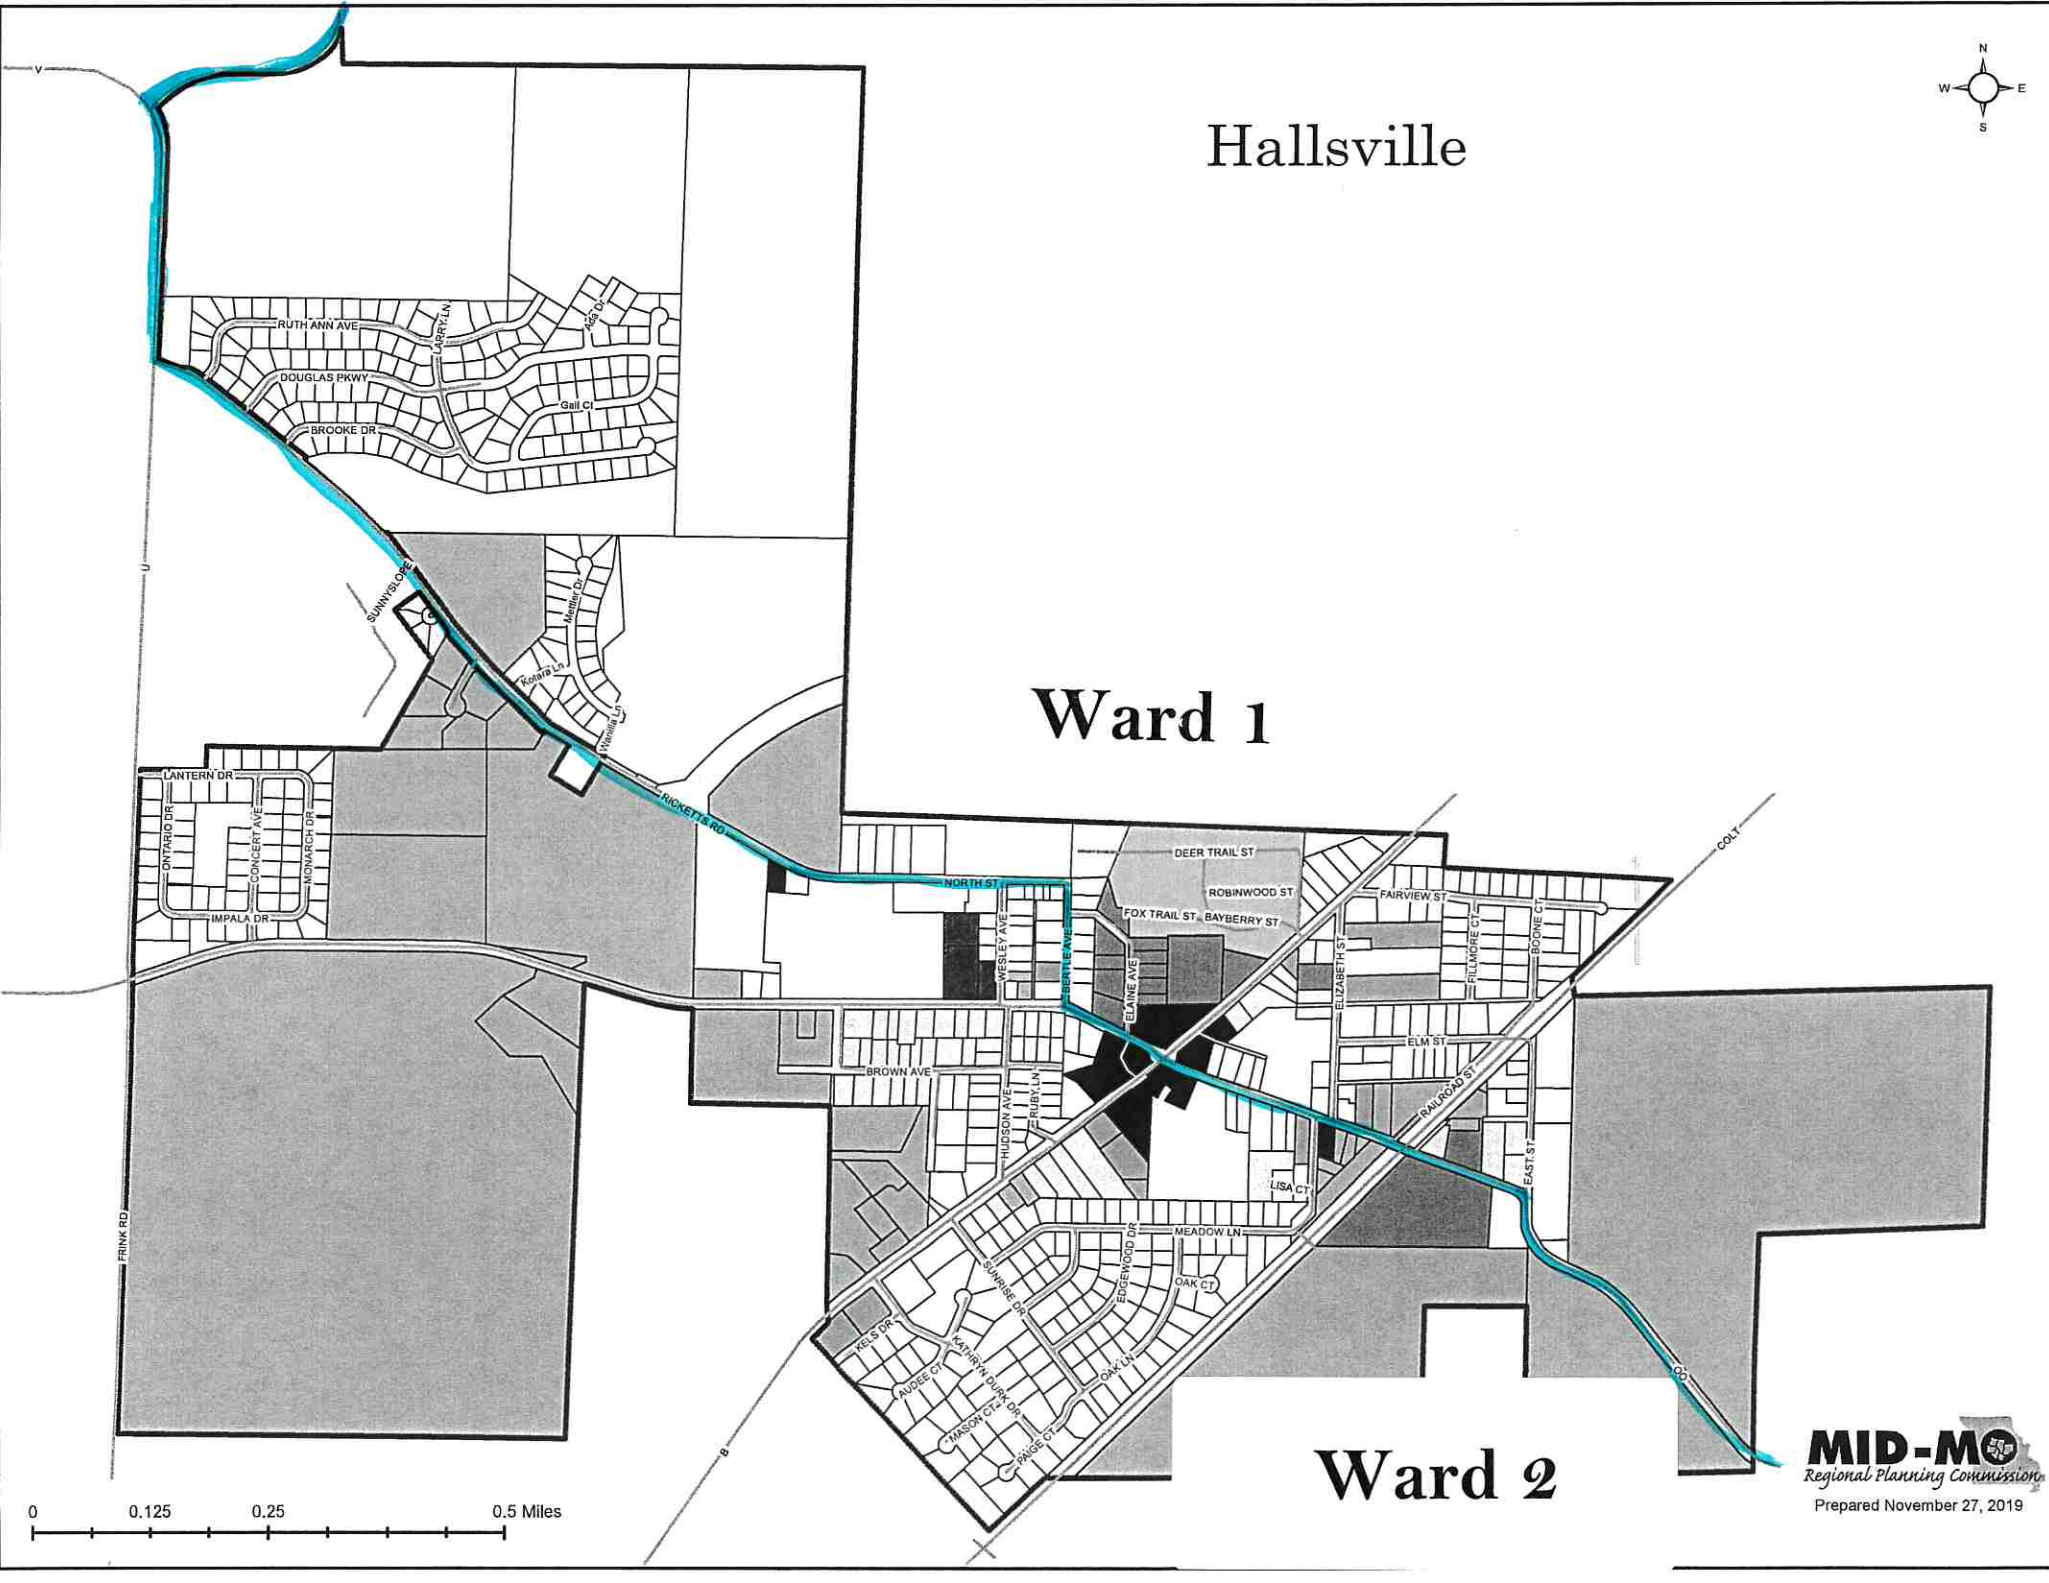 V
N
W E
S
Hallsville
RUTH ANN AVE
LARRY LN
Ada Dr
DOUGLAS PKWY
Gail Ct
BROOKE DR
U
SUNNYSLOPE
Mettler Dr
Kotara Ln
Wanilla Ln
Ward 1
LANTERN DR
ONTARIO DR
CONCERT AVE
MONARCH DR
IMPALA DR
RICKETTS RD
NORTH ST
DEER TRAIL ST
COLT
ROBINWOOD ST
FAIRVIEW ST
FOX TRAIL ST
BAYBERRY ST
WESLEY AVE
BERTLEY AVE
ELAINE AVE
ELIZABETH ST
FILLMORE CT
BOONE CT
ELM ST
BROWN AVE
HUDSON AVE
RUBY LN
RAILROAD ST
EAST ST
LISA CT
FRINK RD
MEADOW LN
SUNRISE DR
EDGEWOOD DR
OAK CT
KELS DR
KATHRYN DURK DR
AUDEE CT
OAK LN
MASON CT
PAIGE CT
OO
B
Ward 2
MID-MO
Regional Planning Commission
Prepared November 27, 2019
0 0.125 0.25 0.5 Miles